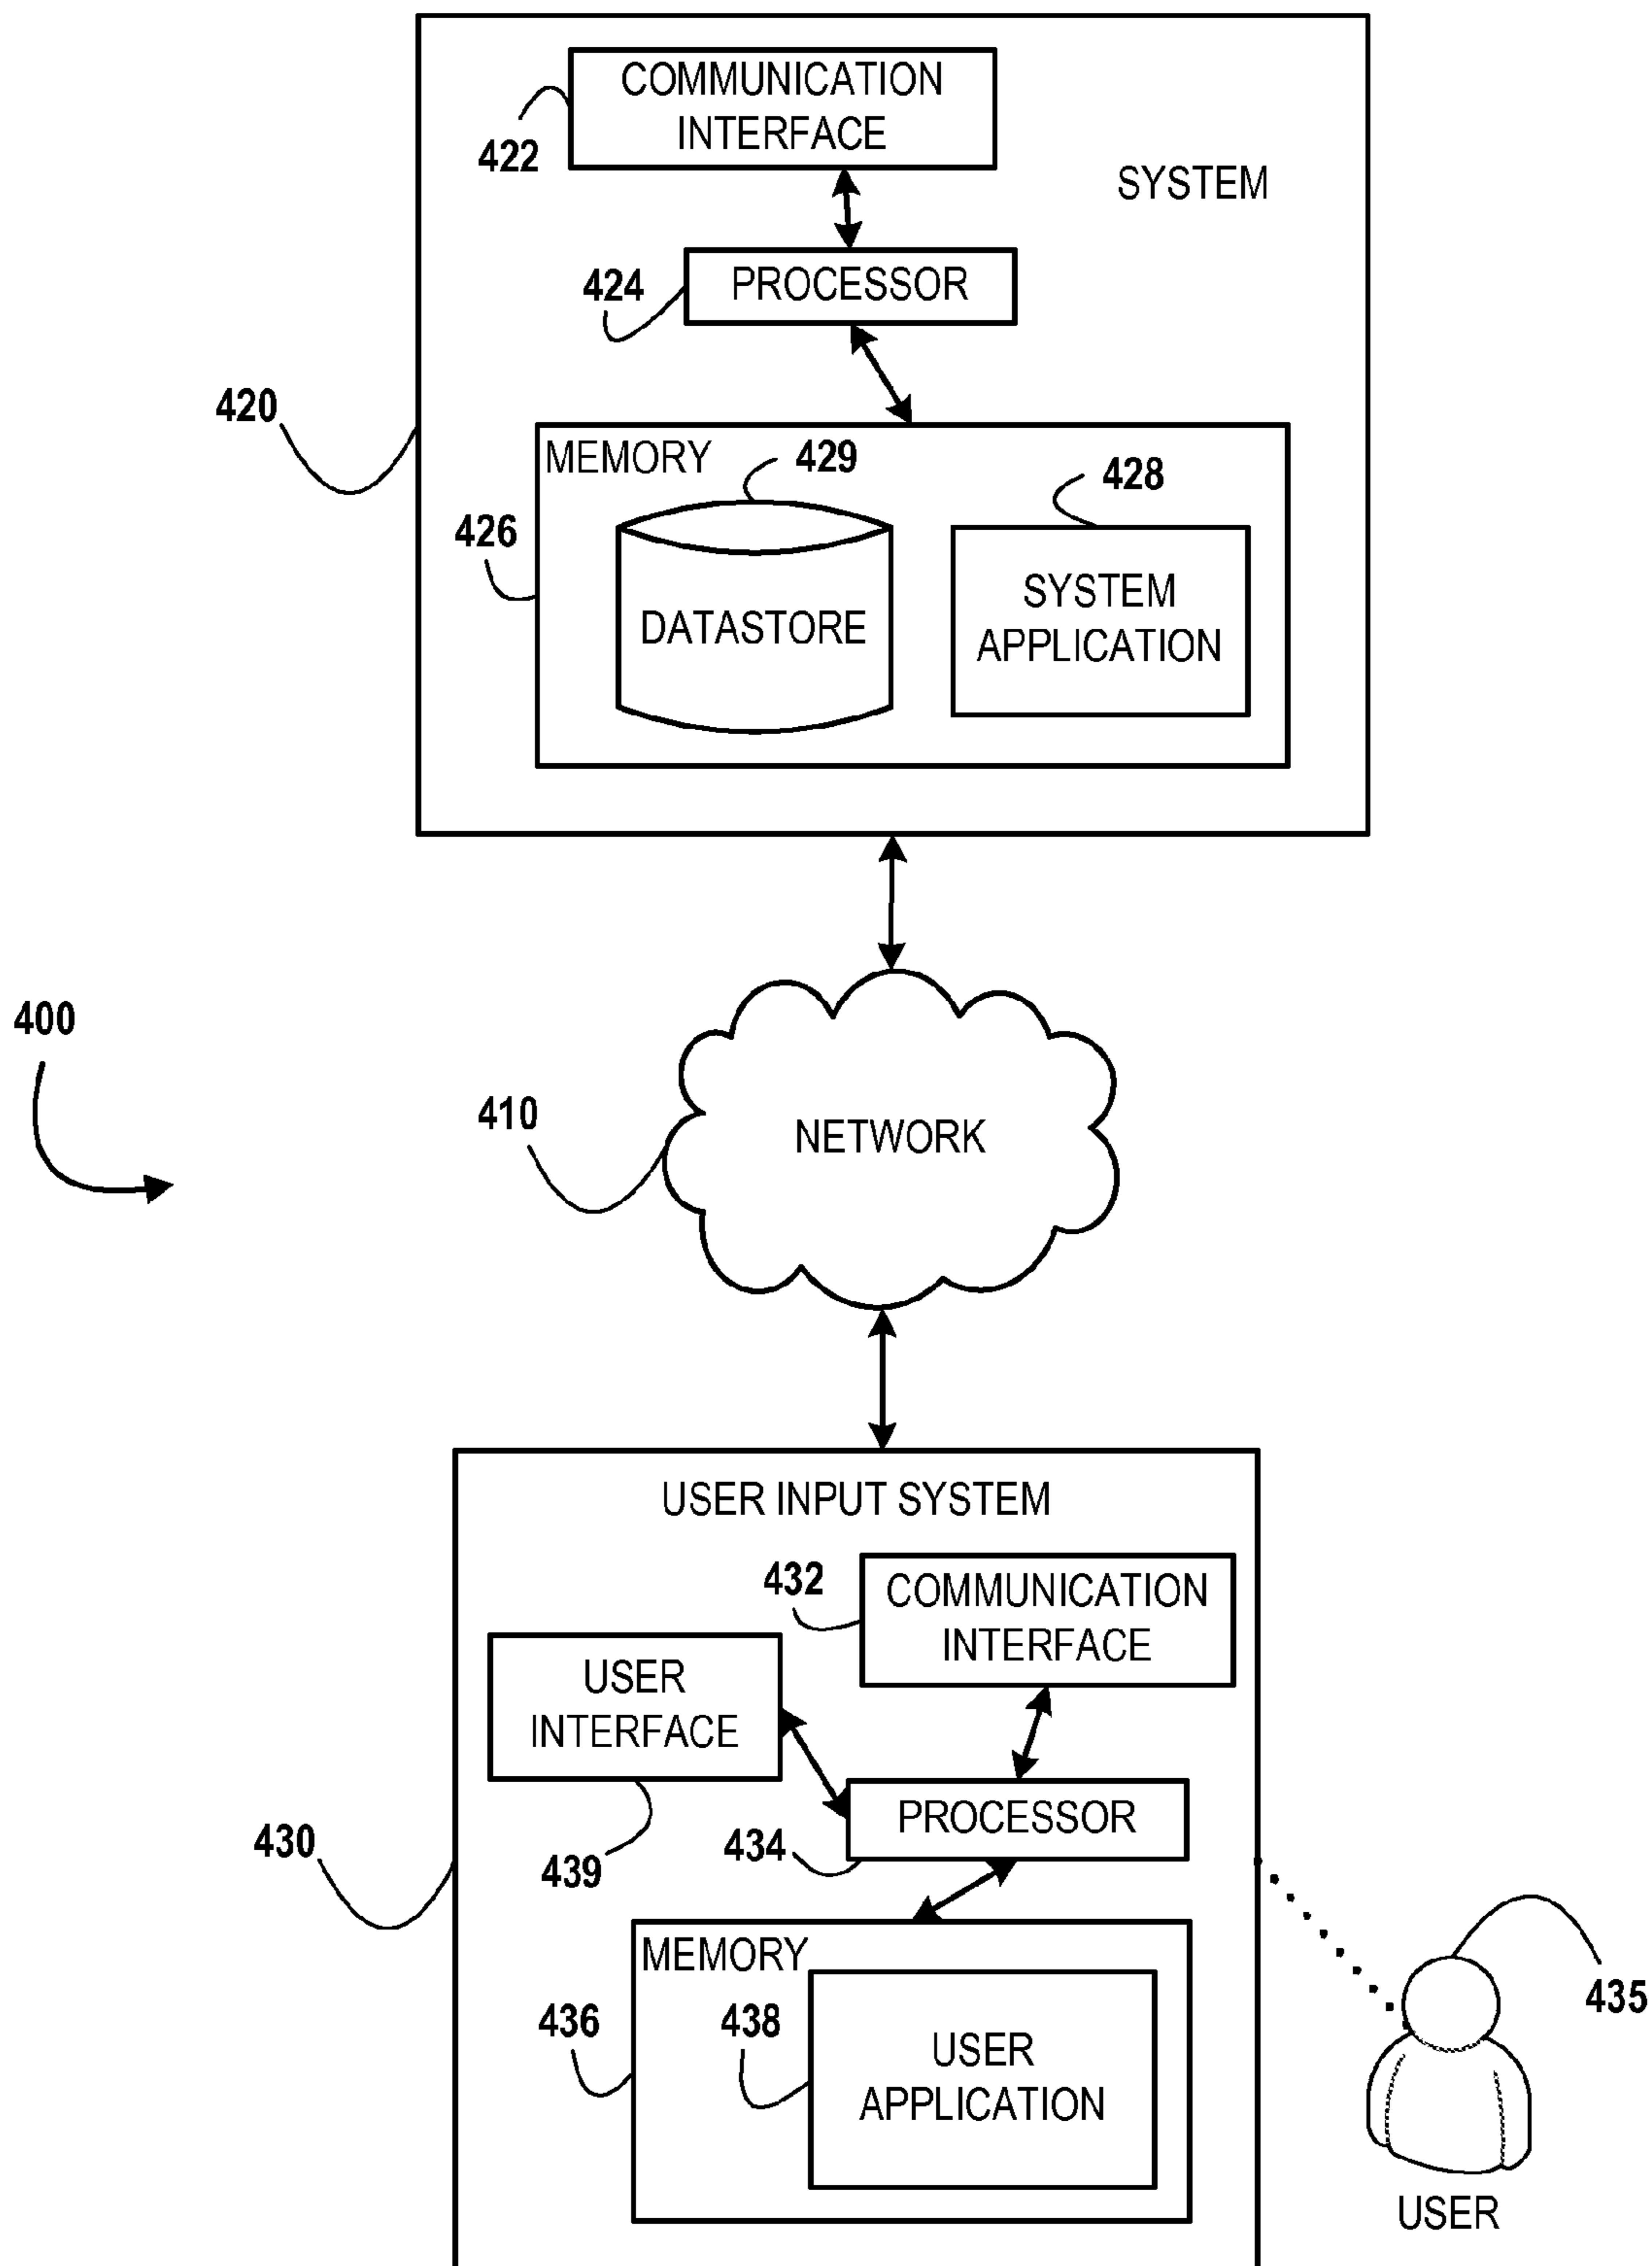 COMMUNICATION
INTERFACE
422
SYSTEM
424
PROCESSOR
420
MEMORY
429
428
426
SYSTEM
APPLICATION
DATASTORE
400
410
NETWORK
USER INPUT SYSTEM
432
COMMUNICATION
INTERFACE
USER
INTERFACE
PROCESSOR
430
434
439
MEMORY
435
436
438
USER
APPLICATION
USER